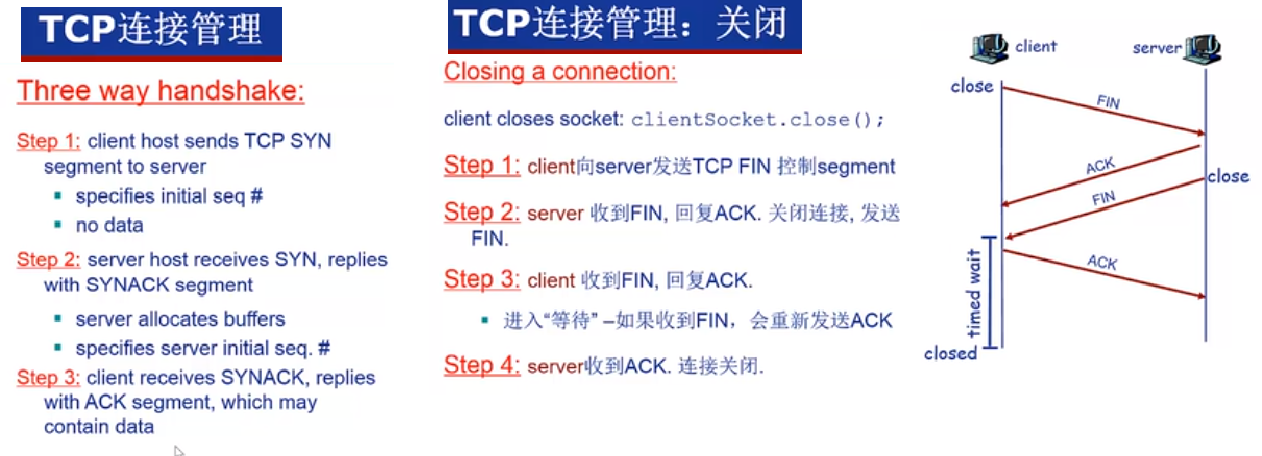 TCP连接管理
Three way handshake:
Step 1: client host sends TCP SYN
segment to server
specifies initial seq #
no data
Step 2: server host receives SYN, replies
with SYNACK segment
server allocates buffers
specifies server initial seq. #
Step 3: client receives SYNACK, replies
with ACK segment, which may
contain data
TCP连接管理：关闭
Closing a connection:
client closes socket: clientSocket.close();
Step 1: client向server发送TCP FIN 控制segment
Step 2: server 收到FIN, 回复ACK. 关闭连接, 发送
FIN.
Step 3: client 收到FIN, 回复ACK.
进入“等待” –如果收到FIN，会重新发送ACK
Step 4: server收到ACK. 连接关闭.
client
server
close
FIN
ACK
close
FIN
timed wait
ACK
closed